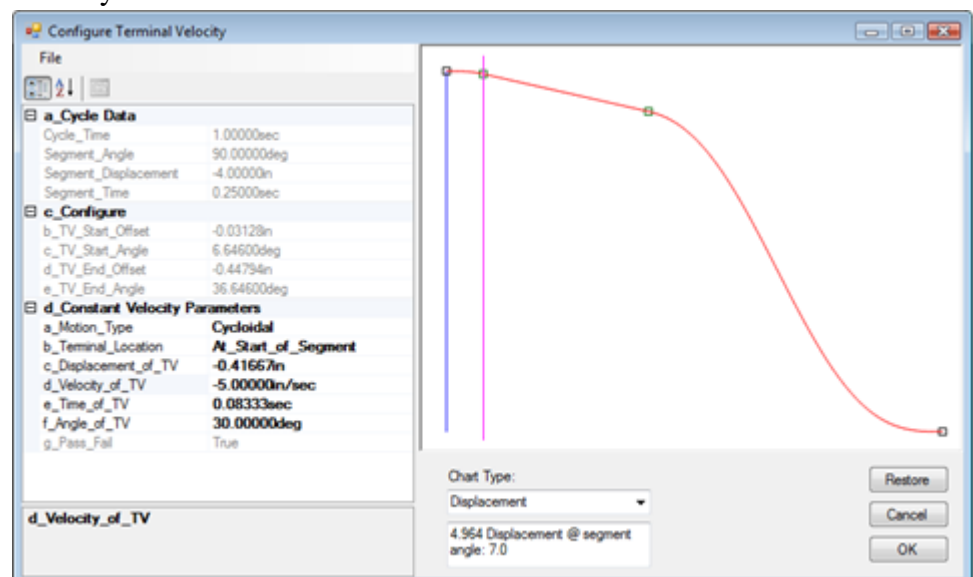 Configure Terminal Velocity
File
a_Cycle Data
Cycle_Time 1.00000sec
Segment_Angle 90.00000deg
Segment_Displacement -4.00000in
Segment_Time 0.25000sec
c_Configure
b_TV_Start_Offset -0.03128in
c_TV_Start_Angle 6.64600deg
d_TV_End_Offset -0.44794in
e_TV_End_Angle 36.64600deg
d_Constant Velocity Parameters
a_Motion_Type Cycloidal
b_Terminal_Location At_Start_of_Segment
c_Displacement_of_TV -0.41667in
d_Velocity_of_TV -5.00000in/sec
e_Time_of_TV 0.08333sec
f_Angle_of_TV 30.00000deg
g_Pass_Fail True
d_Velocity_of_TV
Chart Type:
Displacement
4.964 Displacement @ segment
angle: 7.0
Restore
Cancel
OK